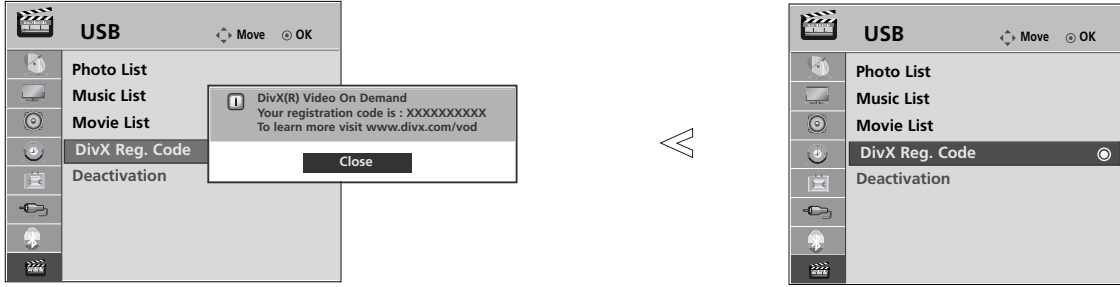 USB Move OK
Photo List
Music List
Movie List
DivX Reg. Code
Deactivation
DivX(R) Video On Demand
Your registration code is : XXXXXXXXXX
To learn more visit www.divx.com/vod
Close
USB Move OK
Photo List
Music List
Movie List
DivX Reg. Code
Deactivation